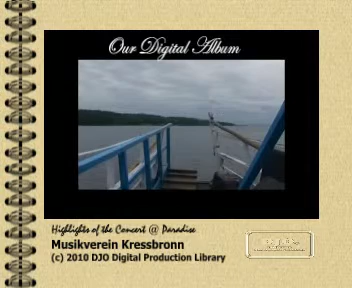 Our Digital Album
Highlights of the Concert @ Paradise
Musikverein Kressbronn
(c) 2010 DJO Digital Production Library